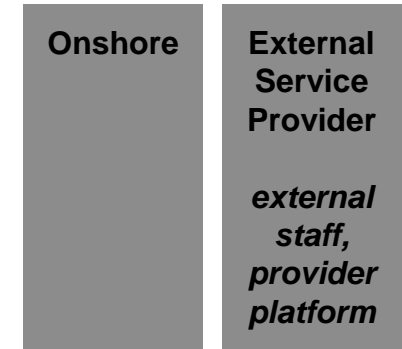 Onshore
External
Service
Provider
external
staff,
provider
platform